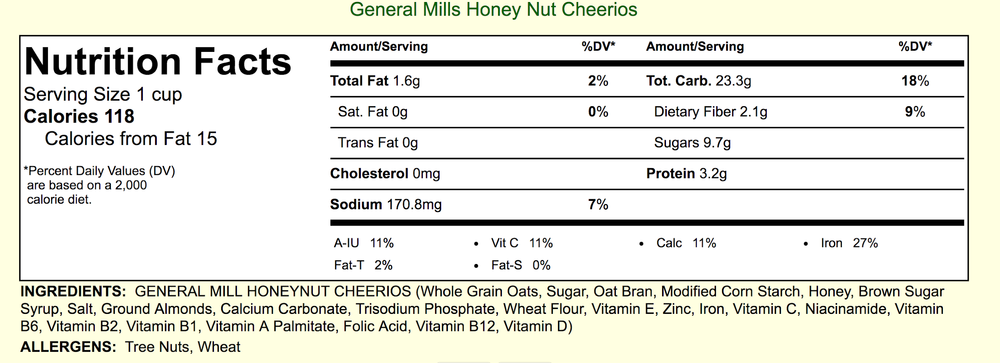 General Mills Honey Nut Cheerios
Nutrition Facts
Serving Size 1 cup
Calories 118
Calories from Fat 15
*Percent Daily Values (DV)
are based on a 2,000
calorie diet.
Amount/Serving %DV* Amount/Serving %DV*
Total Fat 1.6g 2% Tot. Carb. 23.3g 18%
Sat. Fat 0g 0% Dietary Fiber 2.1g 9%
Trans Fat 0g Sugars 9.7g
Cholesterol 0mg Protein 3.2g
Sodium 170.8mg 7%
A-IU 11% • Vit C 11% • Calc 11% • Iron 27%
Fat-T 2% • Fat-S 0%
INGREDIENTS: GENERAL MILL HONEYNUT CHEERIOS (Whole Grain Oats, Sugar, Oat Bran, Modified Corn Starch, Honey, Brown Sugar
Syrup, Salt, Ground Almonds, Calcium Carbonate, Trisodium Phosphate, Wheat Flour, Vitamin E, Zinc, Iron, Vitamin C, Niacinamide, Vitamin
B6, Vitamin B2, Vitamin B1, Vitamin A Palmitate, Folic Acid, Vitamin B12, Vitamin D)
ALLERGENS: Tree Nuts, Wheat